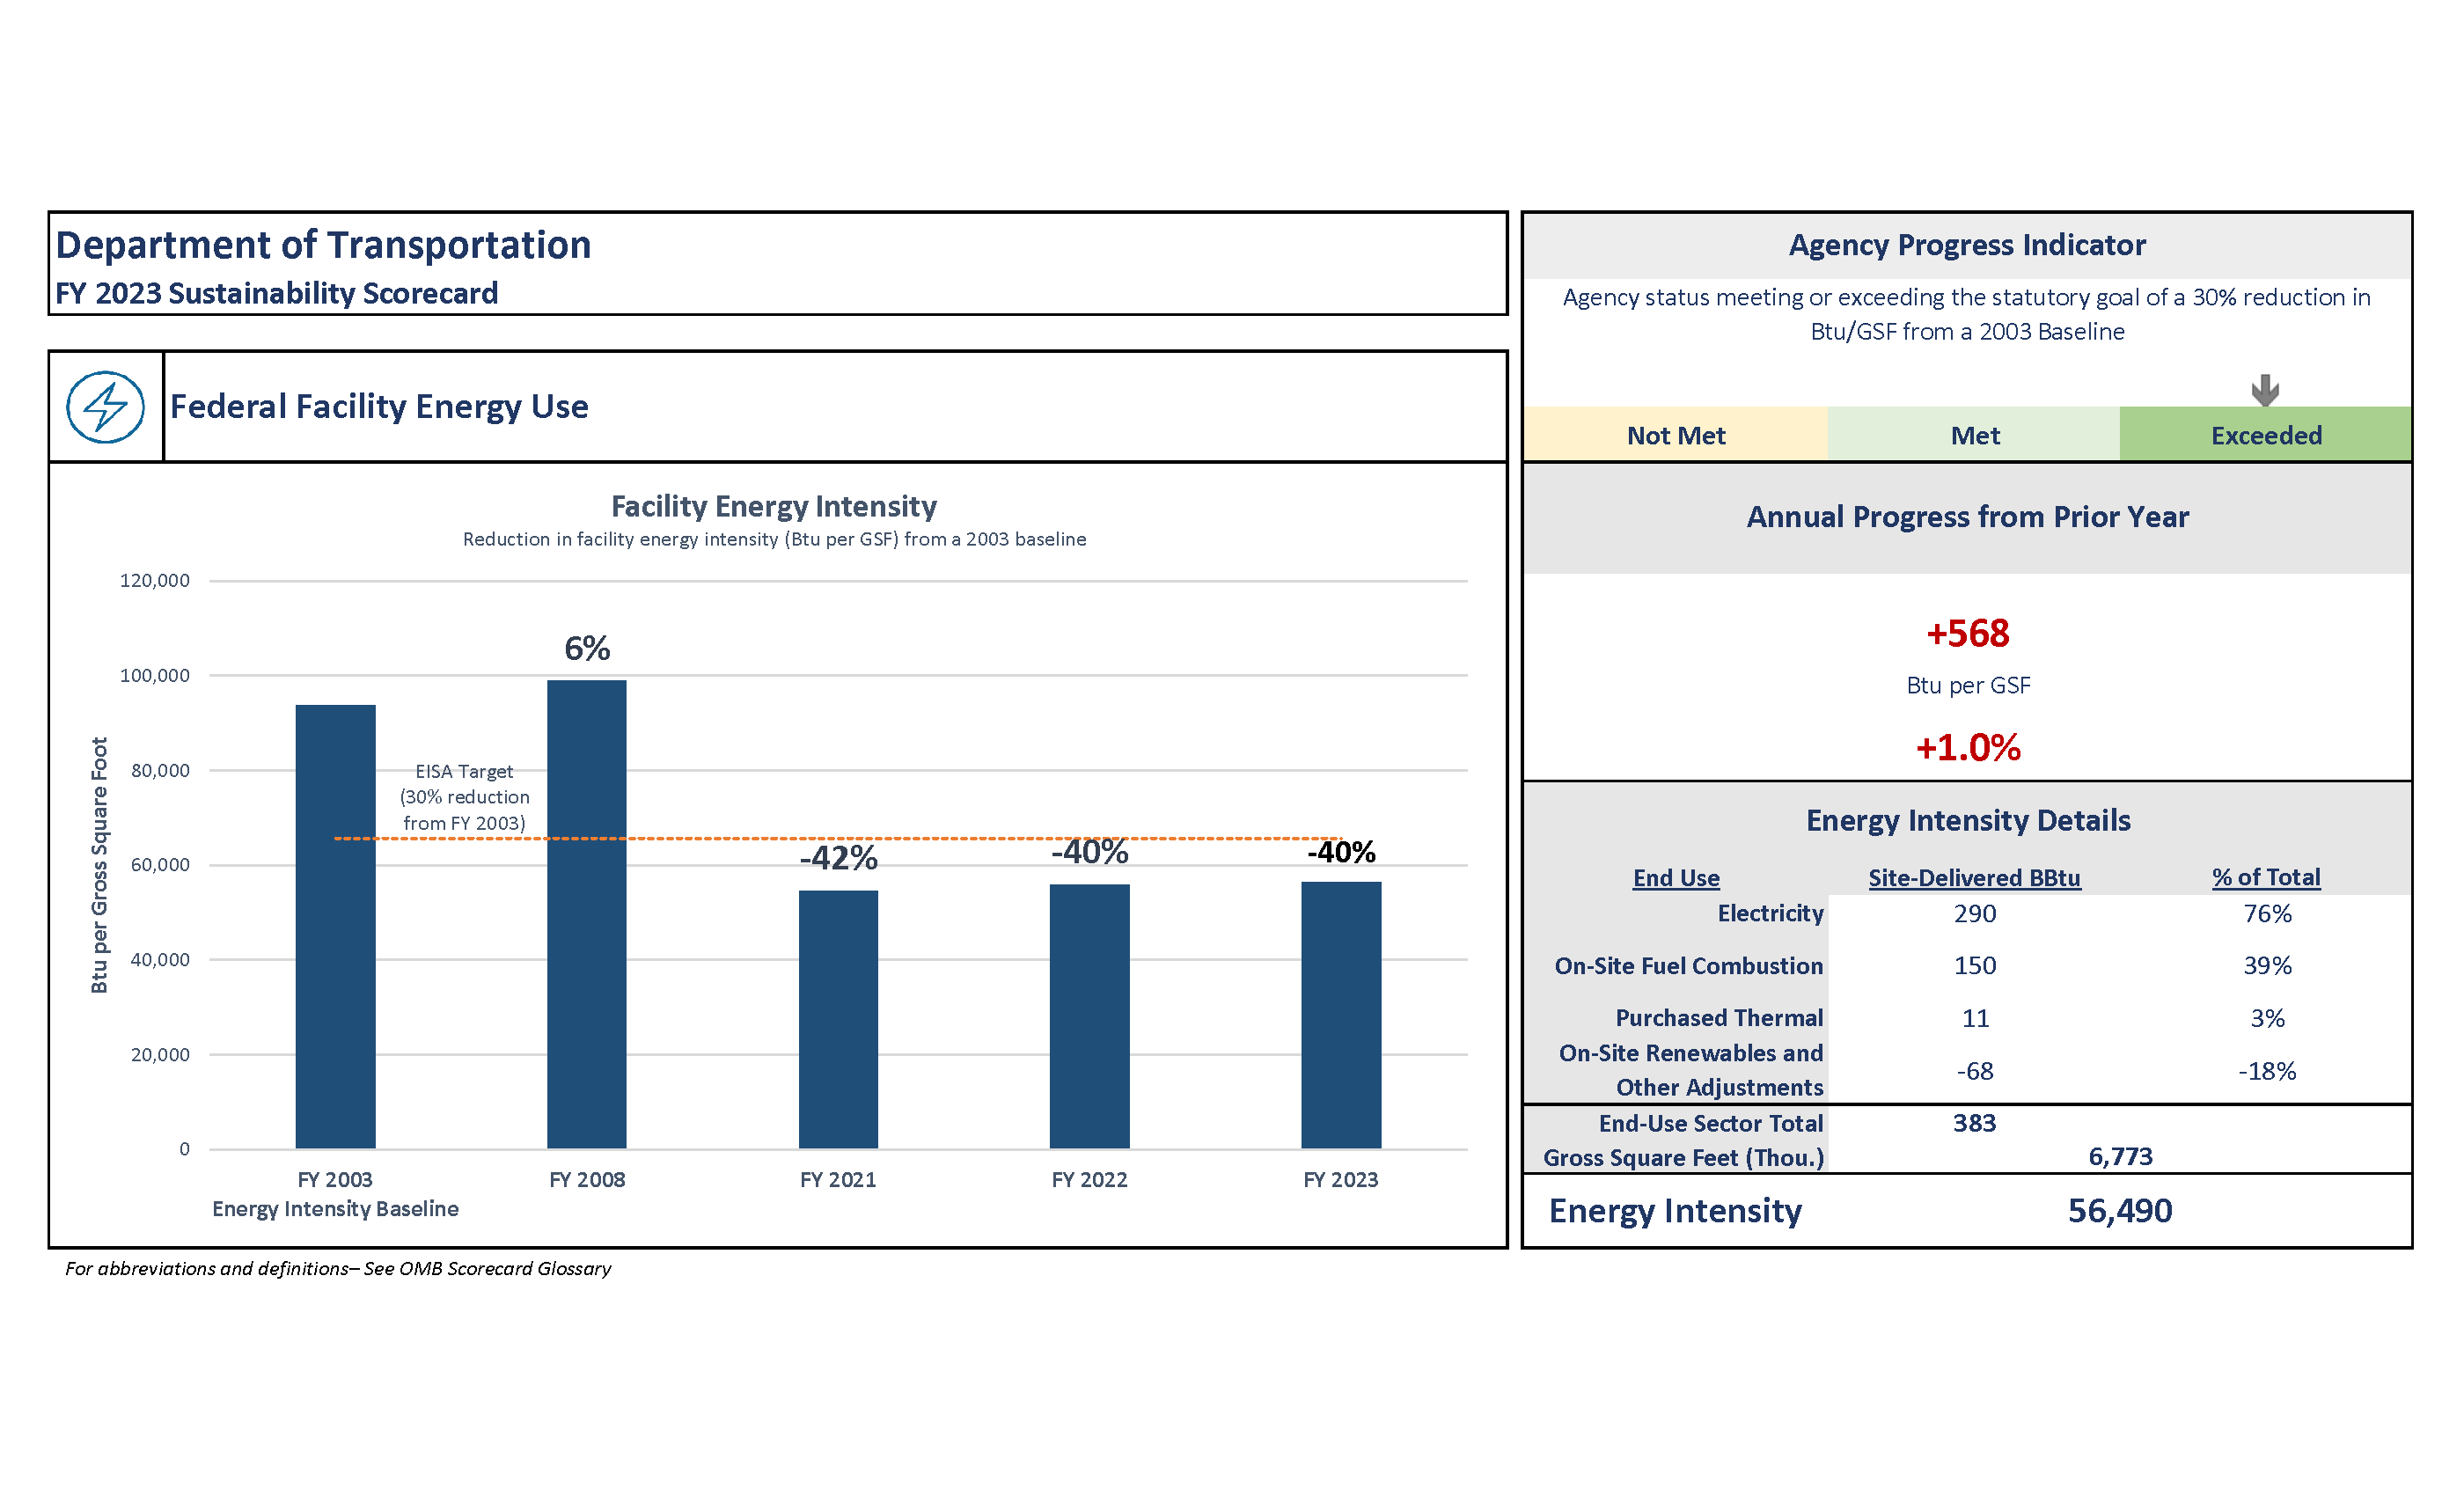 Department of Transportation
FY 2023 Sustainability Scorecard
Federal Facility Energy Use
Facility Energy Intensity
Reduction in facility energy intensity (Btu per GSF) from a 2003 baseline
120,000
100,000
80,000
60,000
40,000
20,000
0
Btu per Gross Square Foot
6%
EISA Target
(30% reduction
from FY 2003)
-42%
-40%
-40%
FY 2003
FY 2008
FY 2021
FY 2022
FY 2023
Energy Intensity Baseline
For abbreviations and definitions– See OMB Scorecard Glossary
Agency Progress Indicator
Agency status meeting or exceeding the statutory goal of a 30% reduction in
Btu/GSF from a 2003 Baseline
Not Met Met Exceeded
Annual Progress from Prior Year
+568
Btu per GSF
+1.0%
Energy Intensity Details
End Use Site-Delivered BBtu % of Total
Electricity 290 76%
On-Site Fuel Combustion 150 39%
Purchased Thermal 11 3%
On-Site Renewables and
Other Adjustments -68 -18%
End-Use Sector Total 383
Gross Square Feet (Thou.) 6,773
Energy Intensity 56,490